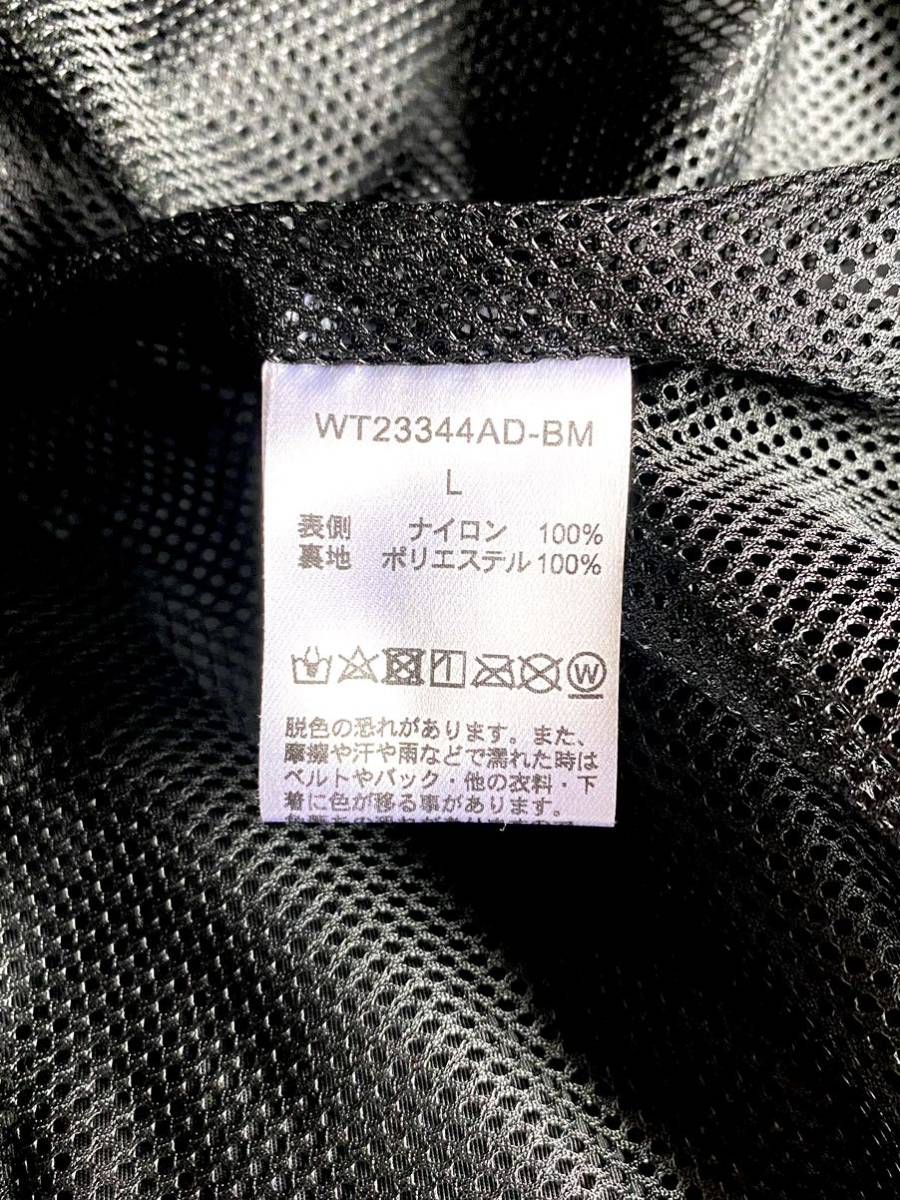 WT23344AD-BM
L
表側 ナイロン 100%
裏地 ポリエステル 100%
W
脱色の恐れがあります。また、
摩擦や汗や雨などで濡れた時は
ベルトやバック・他の衣料・下
着に色が移る事があります。